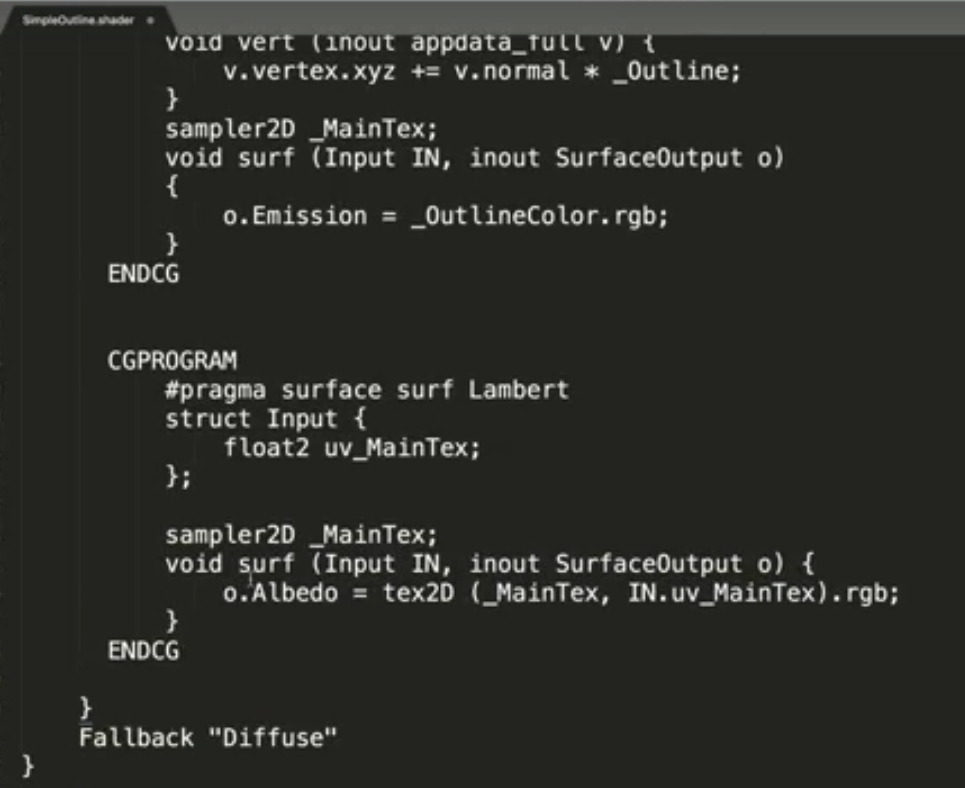 SimpleOutline.shader
void vert (inout appdata_full v) {
v.vertex.xyz += v.normal * _Outline;
}
sampler2D _MainTex;
void surf (Input IN, inout SurfaceOutput o)
{
o.Emission = _OutlineColor.rgb;
}
ENDCG
CGPROGRAM
#pragma surface surf Lambert
struct Input {
float2 uv_MainTex;
};
sampler2D _MainTex;
void surf (Input IN, inout SurfaceOutput o) {
o.Albedo = tex2D (_MainTex, IN.uv_MainTex).rgb;
}
ENDCG
}
Fallback "Diffuse"
}